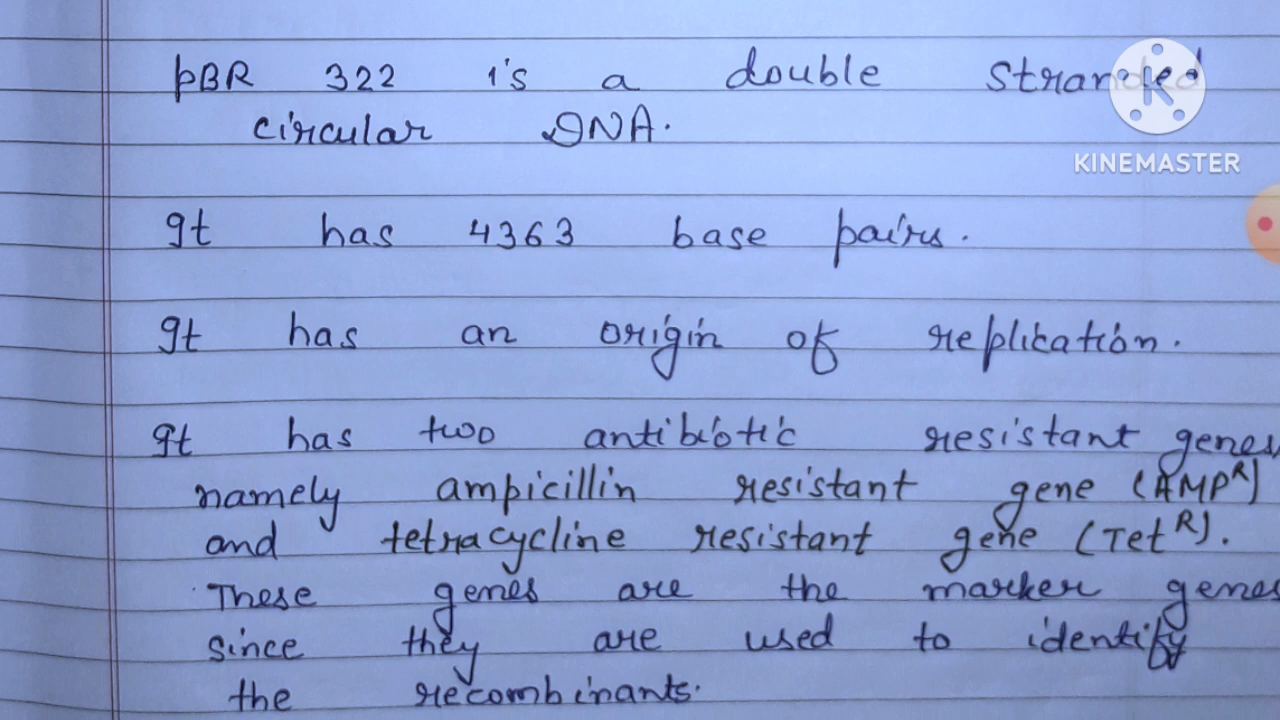 pBR 322 is a double stranded
circular DNA.
It has 4363 base pairs.
It has an origin of replication.
It has two antibiotic resistant genes,
namely ampicillin resistant gene (AMPᴿ)
and tetracycline resistant gene (Tetᴿ).
These genes are the marker genes
since they are used to identify
the recombinants.
KINEMASTER